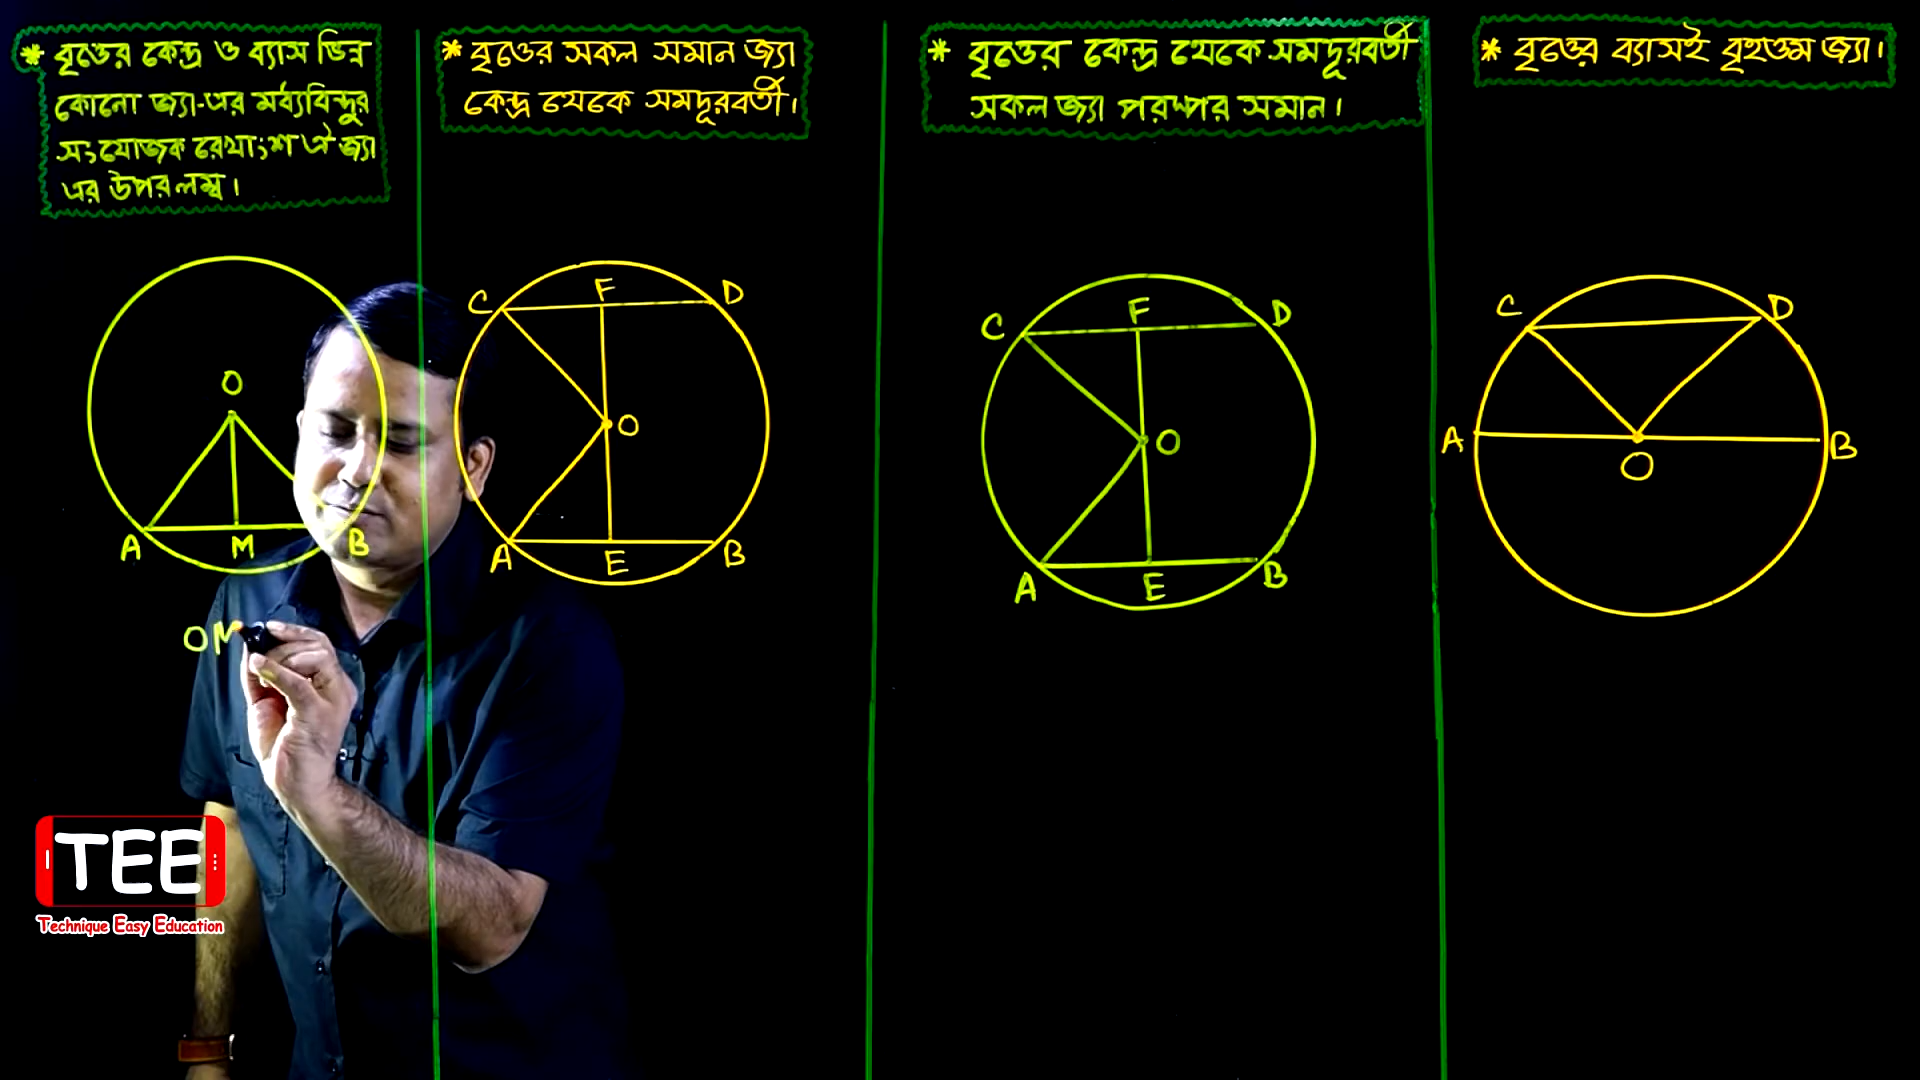 * বৃত্তের কেন্দ্র ও ব্যাস ভিন্ন
কোনো জ্যা-এর মধ্যবিন্দুর
সংযোজক রেখাংশ ঐ জ্যা
এর উপর লম্ব।
O
A M B
OM
* বৃত্তের সকল সমান জ্যা
কেন্দ্র থেকে সমদূরবর্তী।
C F D
O
A E B
* বৃত্তের কেন্দ্র থেকে সমদূরবর্তী
সকল জ্যা পরস্পর সমান।
C F D
O
A E B
* বৃত্তের ব্যাসই বৃহত্তম জ্যা।
C D
A B
O
TEE
Technique Easy Education